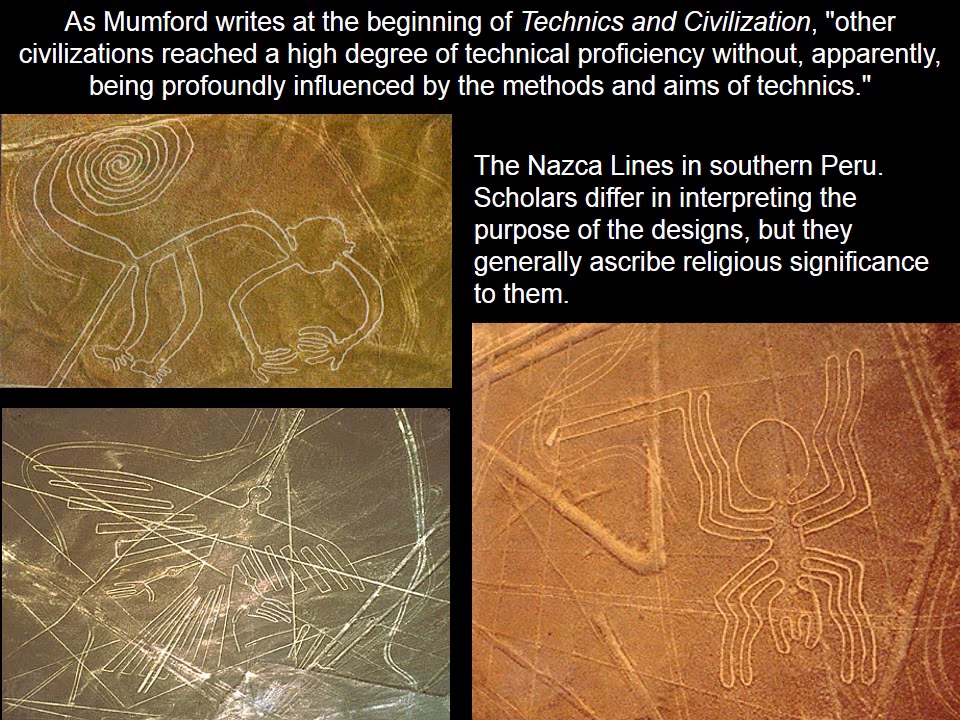 As Mumford writes at the beginning of Technics and Civilization, "other
civilizations reached a high degree of technical proficiency without, apparently,
being profoundly influenced by the methods and aims of technics."
The Nazca Lines in southern Peru.
Scholars differ in interpreting the
purpose of the designs, but they
generally ascribe religious significance
to them.